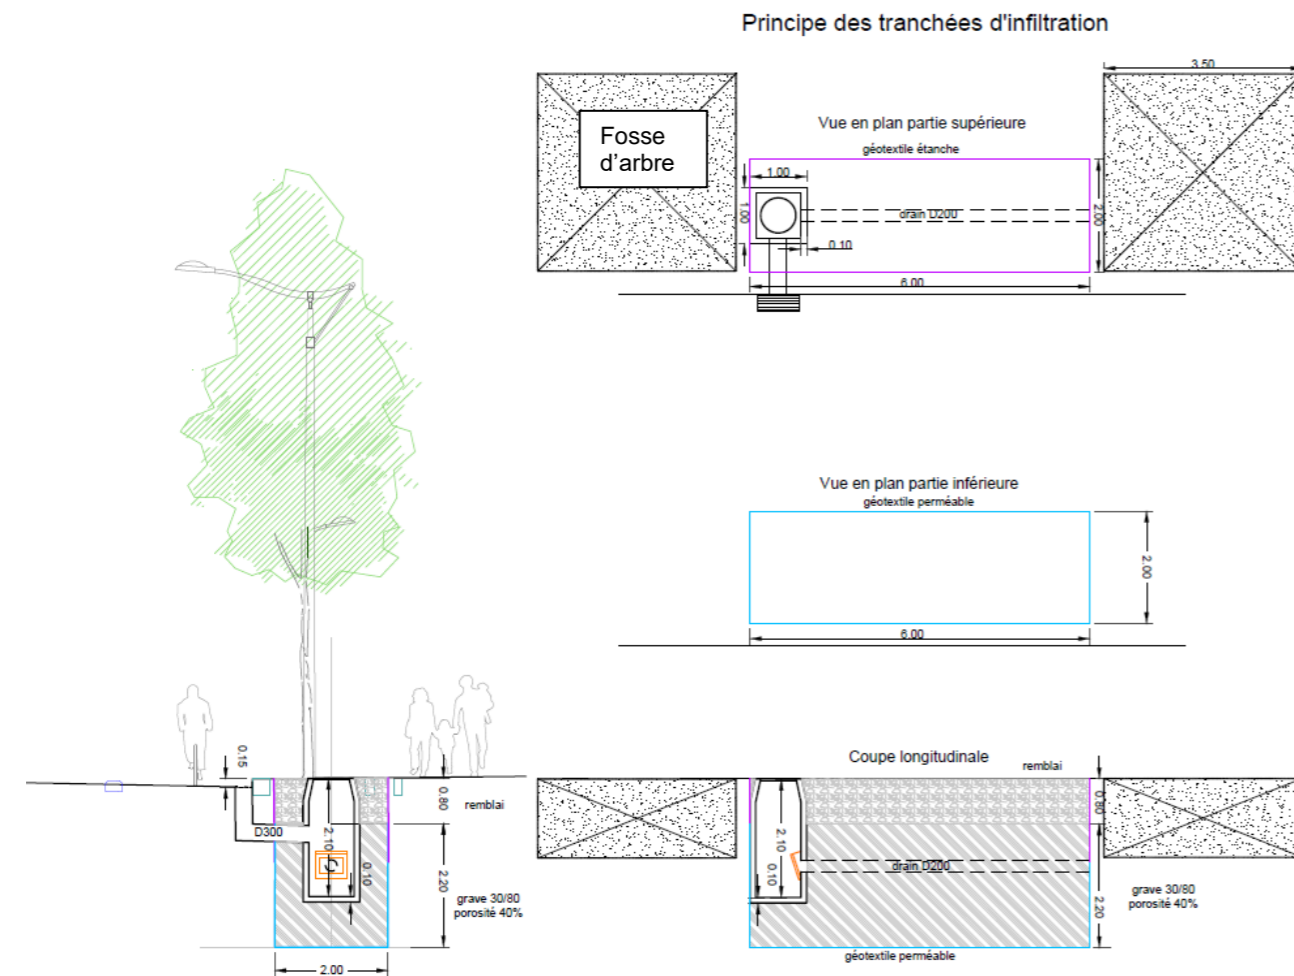 Principe des tranchées d'infiltration
3.50
Fosse
d'arbre
Vue en plan partie supérieure
géotextile étanche
1.00
1.00
drain D200
2.00
0.10
6.00
Vue en plan partie inférieure
géotextile perméable
2.00
6.00
0.15
0.80
remblai
D300
2.10
0.10
2.20
grave 30/80
porosité 40%
2.00
Coupe longitudinale
remblai
0.80
2.10
0.10
drain D200
2.20
grave 30/80
porosité 40%
géotextile perméable